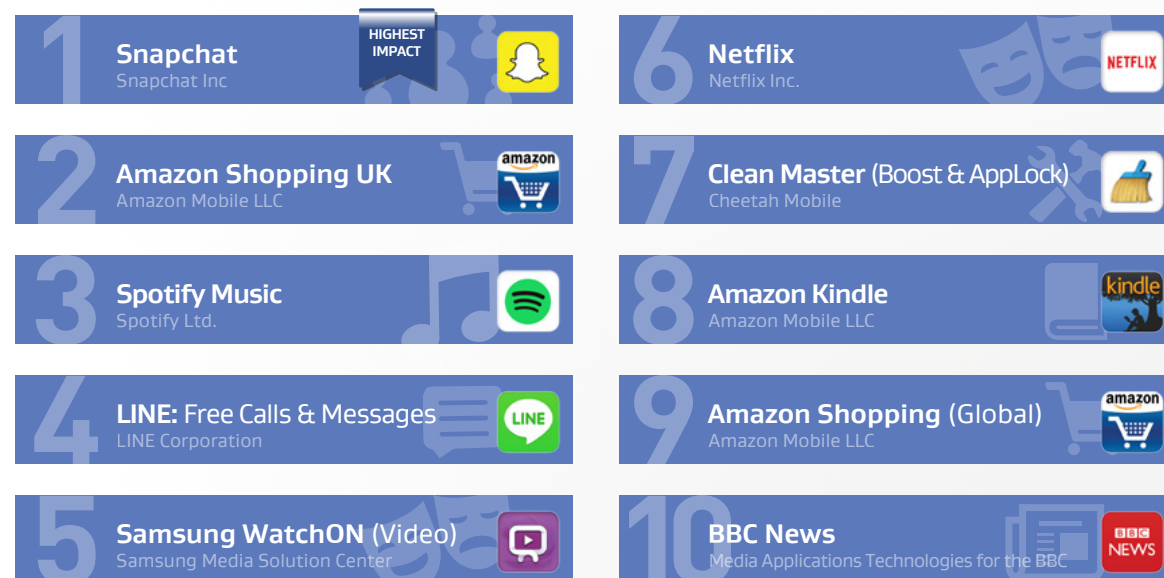 1
Snapchat
Snapchat Inc
HIGHEST
IMPACT
2
Amazon Shopping UK
Amazon Mobile LLC
amazon
3
Spotify Music
Spotify Ltd.
4
LINE: Free Calls & Messages
LINE Corporation
LINE
5
Samsung WatchON (Video)
Samsung Media Solution Center
6
Netflix
Netflix Inc.
NETFLIX
7
Clean Master (Boost & AppLock)
Cheetah Mobile
8
Amazon Kindle
Amazon Mobile LLC
kindle
9
Amazon Shopping (Global)
Amazon Mobile LLC
amazon
10
BBC News
Media Applications Technologies for the BBC
BBC
NEWS